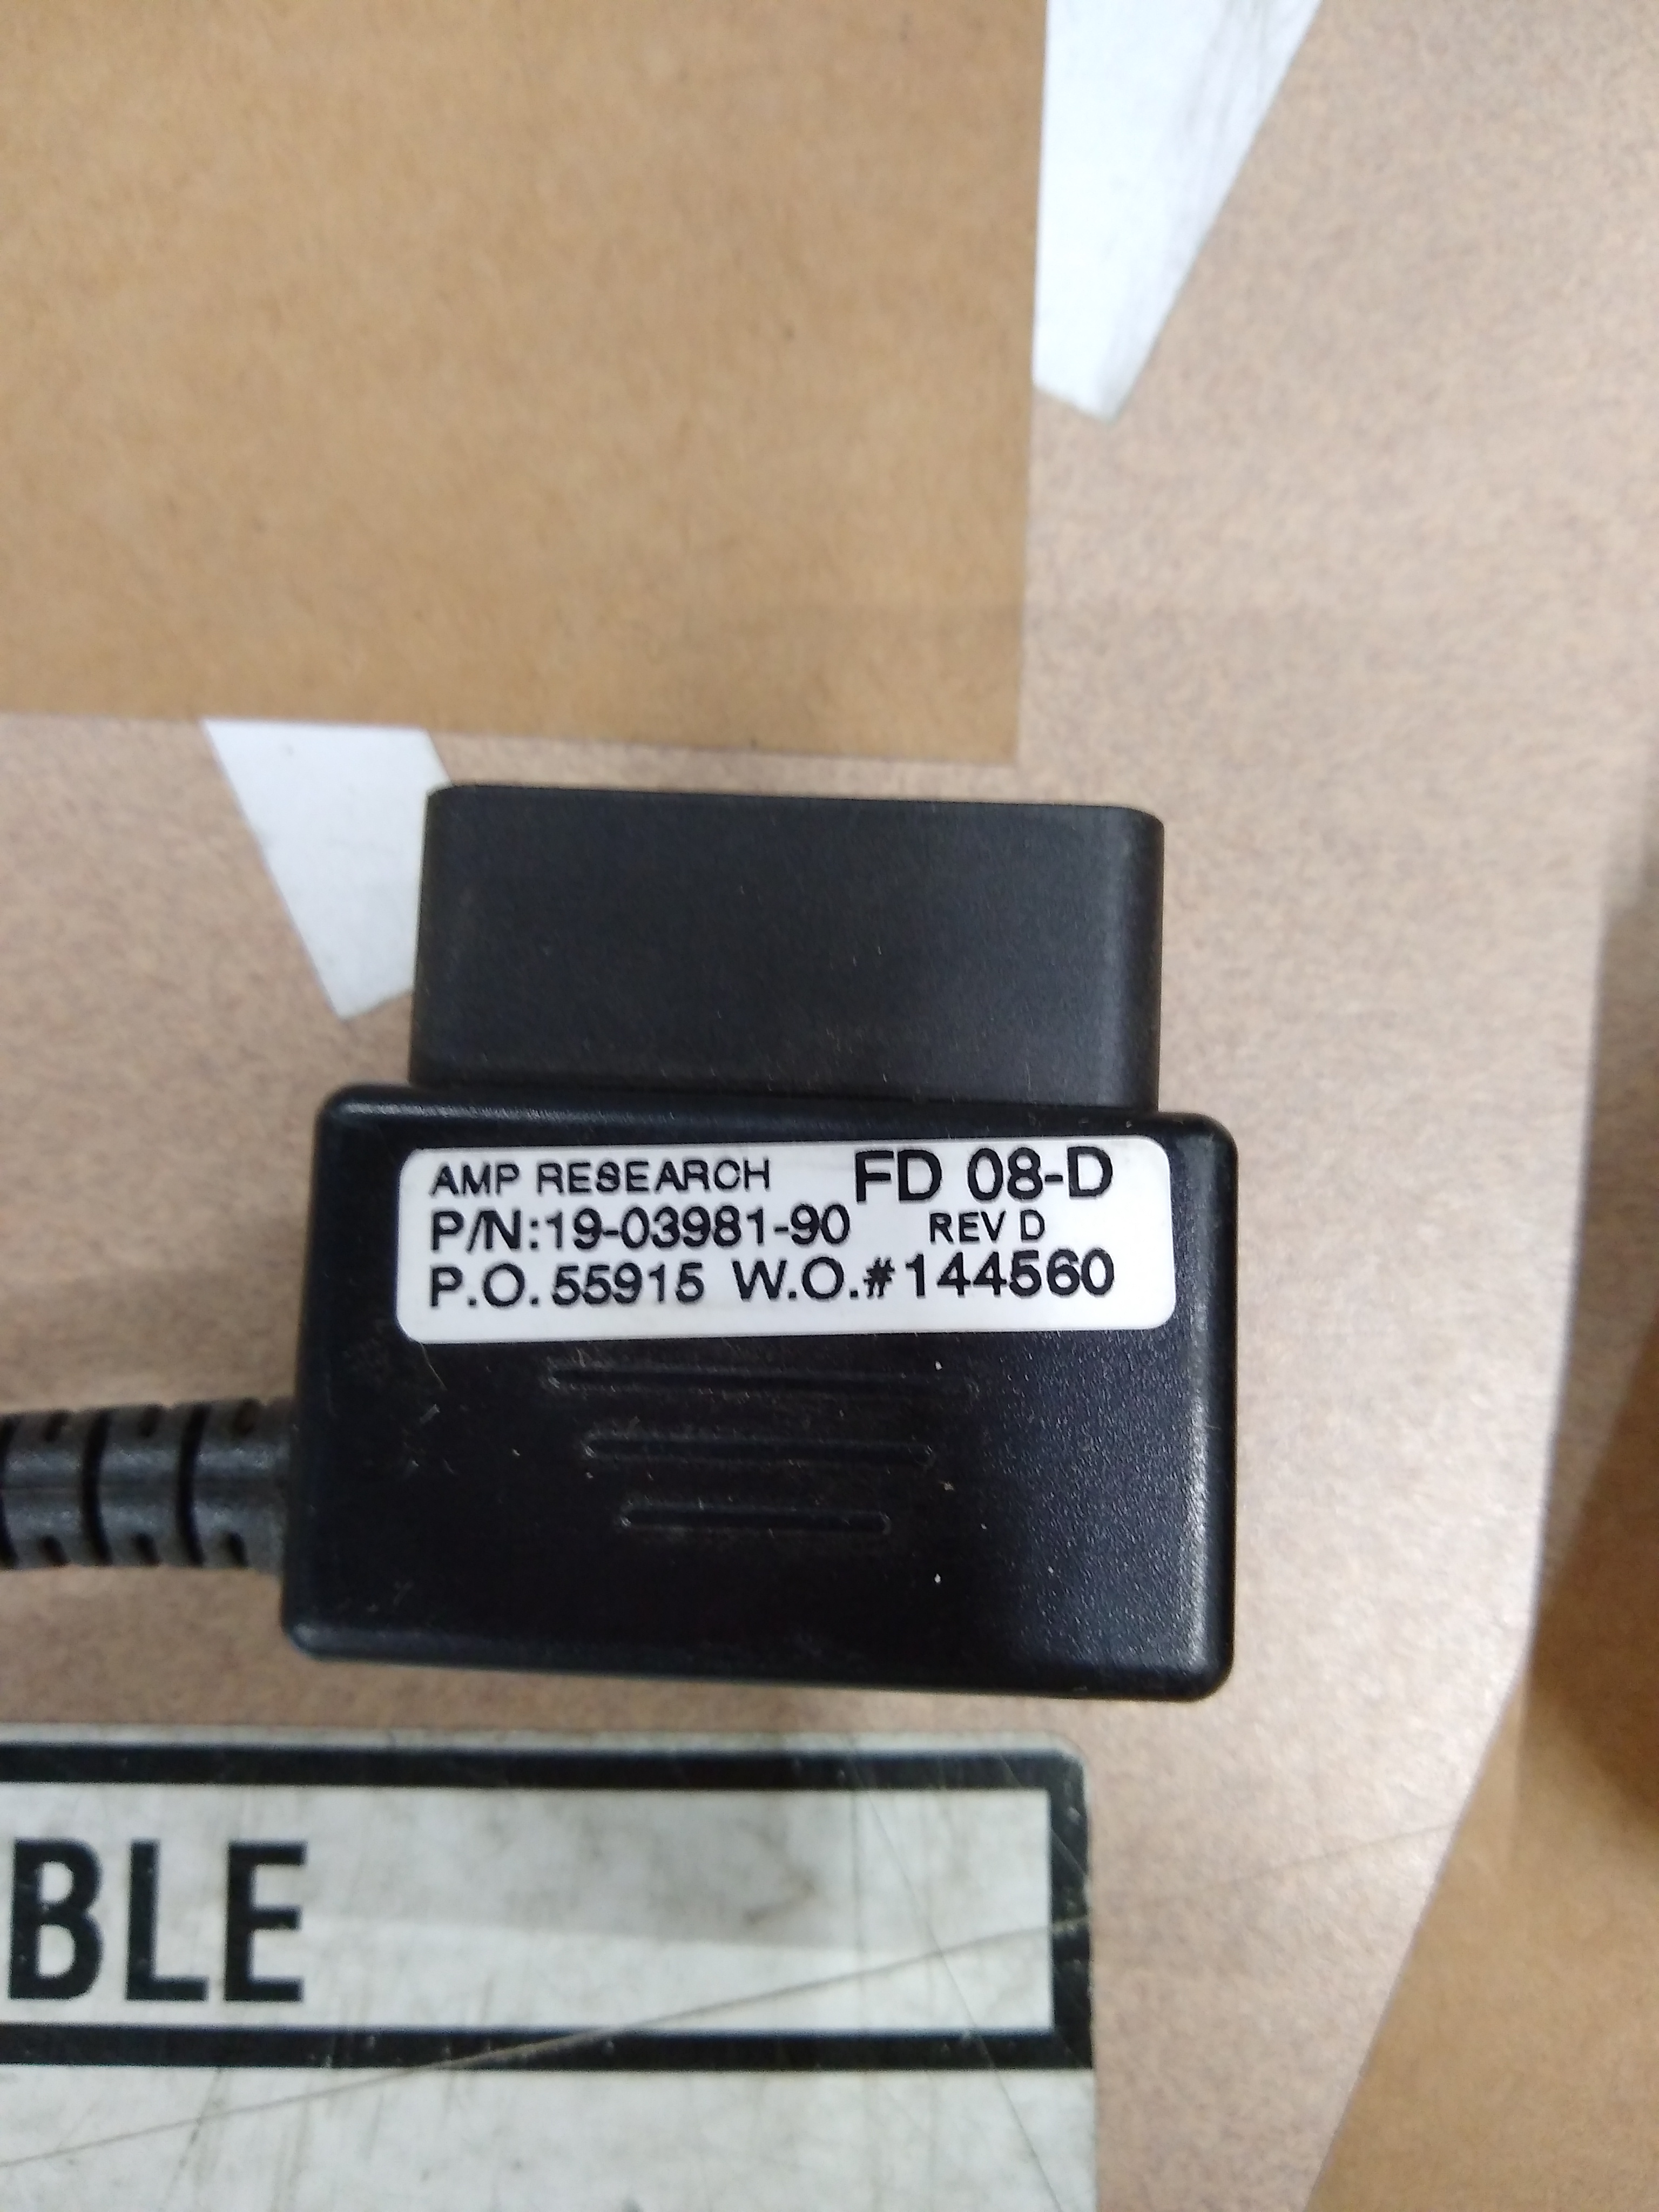 AMP RESEARCH FD 08-D
P/N:19-03981-90 REV D
P.O. 55915 W.O.#144560
BLE